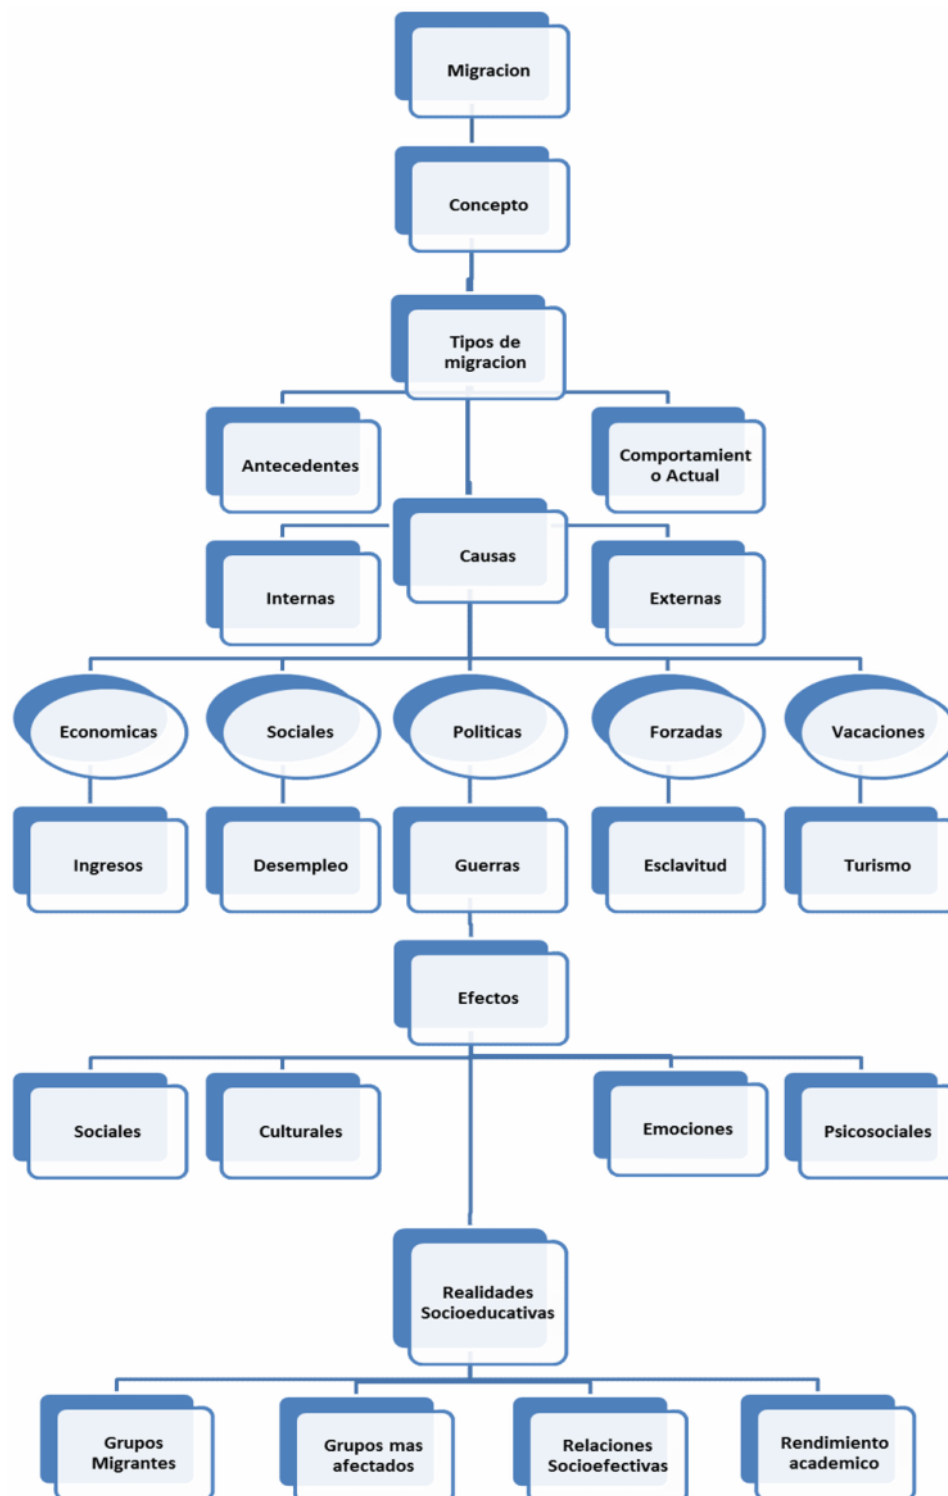 Migracion
Concepto
Tipos de
migracion
Antecedentes
Comportamient
o Actual
Causas
Internas
Externas
Economicas
Sociales
Politicas
Forzadas
Vacaciones
Ingresos
Desempleo
Guerras
Esclavitud
Turismo
Efectos
Sociales
Culturales
Emociones
Psicosociales
Realidades
Socioeducativas
Grupos
Migrantes
Grupos mas
afectados
Relaciones
Socioefectivas
Rendimiento
academico